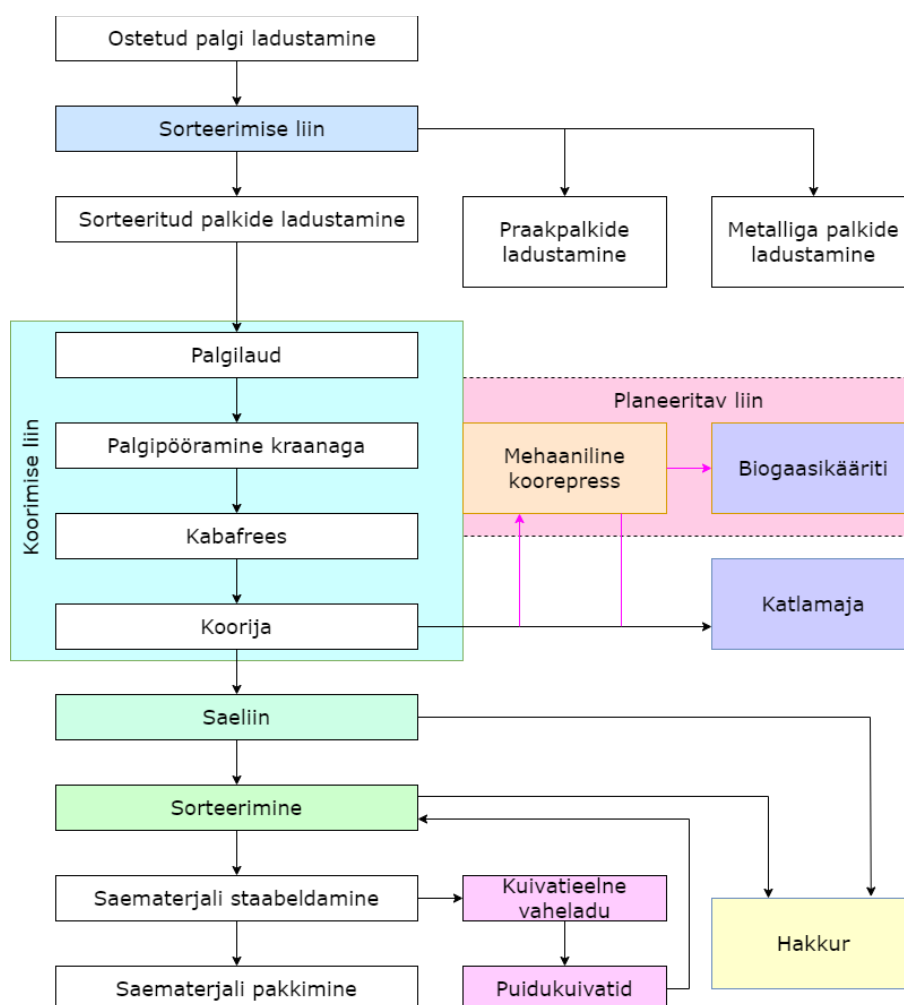 Ostetud palgi ladustamine
Sorteerimise liin
Sorteeritud palkide ladustamine
Praakpalkide
ladustamine
Metalliga palkide
ladustamine
Koorimise liin
Palgilaud
Palgipööramine kraanaga
Kabafrees
Koorija
Planeeritav liin
Mehaaniline
koorepress
Biogaasikääriti
Katlamaja
Saeliin
Sorteerimine
Saematerjali staabeldamine
Kuivatieelne
vaheladu
Saematerjali pakkimine
Puidukuivatid
Hakkur